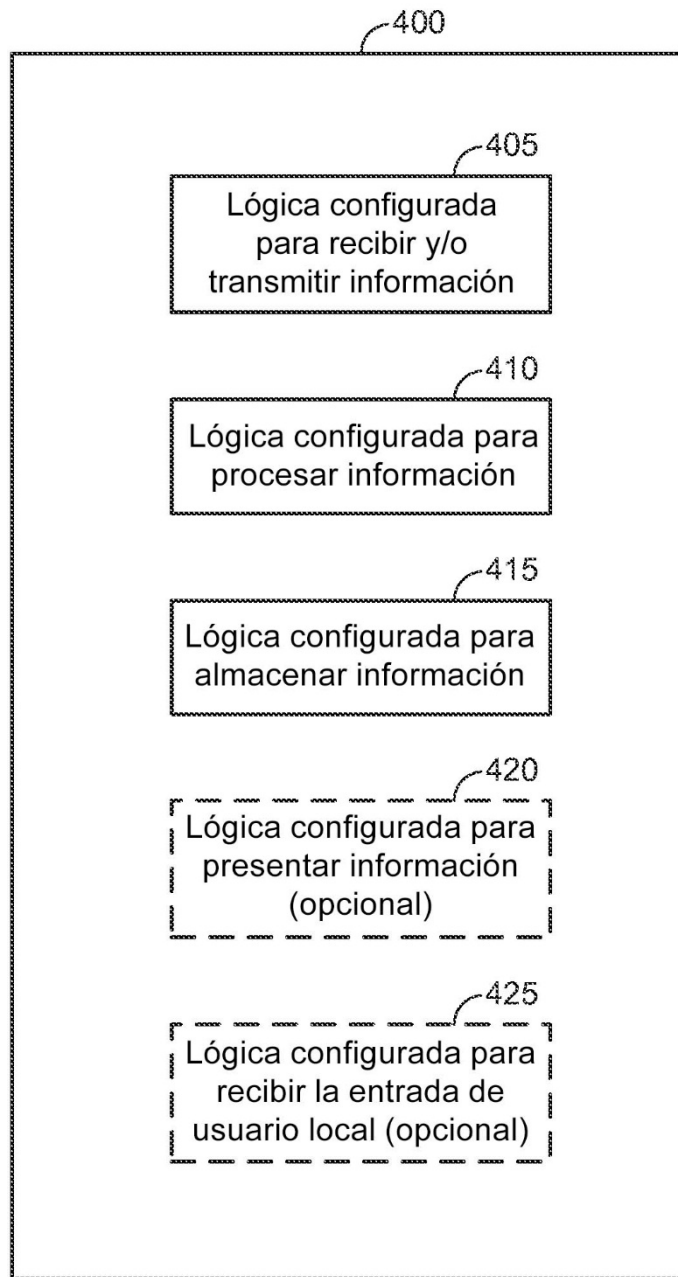 400
405
Lógica configurada
para recibir y/o
transmitir información
410
Lógica configurada para
procesar información
415
Lógica configurada para
almacenar información
420
Lógica configurada para
presentar información
(opcional)
425
Lógica configurada para
recibir la entrada de
usuario local (opcional)